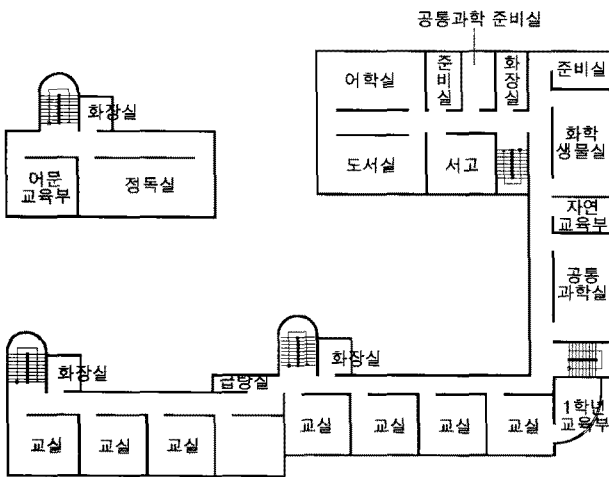 공통과학 준비실
어학실
준
비
실
화
장
실
준비실
화장실
화학
생물실
어문
교육부
정독실
도서실
서고
자연
교육부
공통
과학실
화장실
화장실
급탕실
1학년
교육부
교실
교실
교실
교실
교실
교실
교실